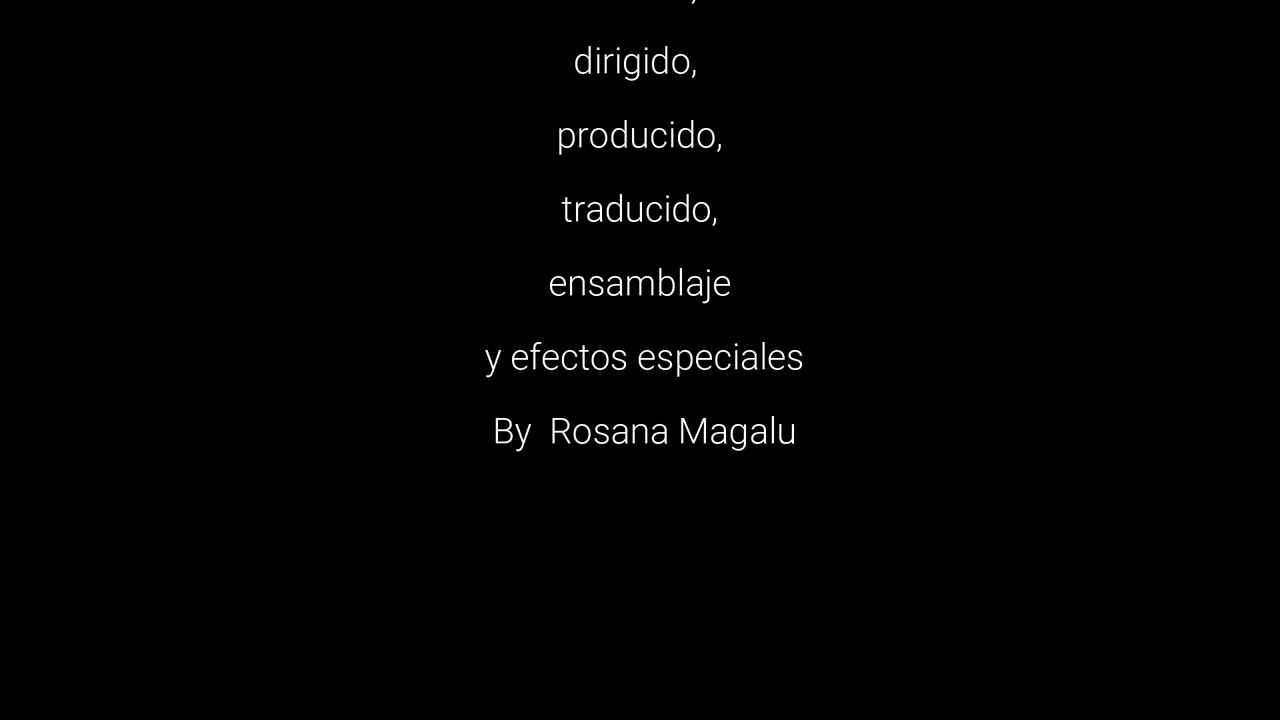 dirigido,
producido,
traducido,
ensamblaje
y efectos especiales
By  Rosana Magalu